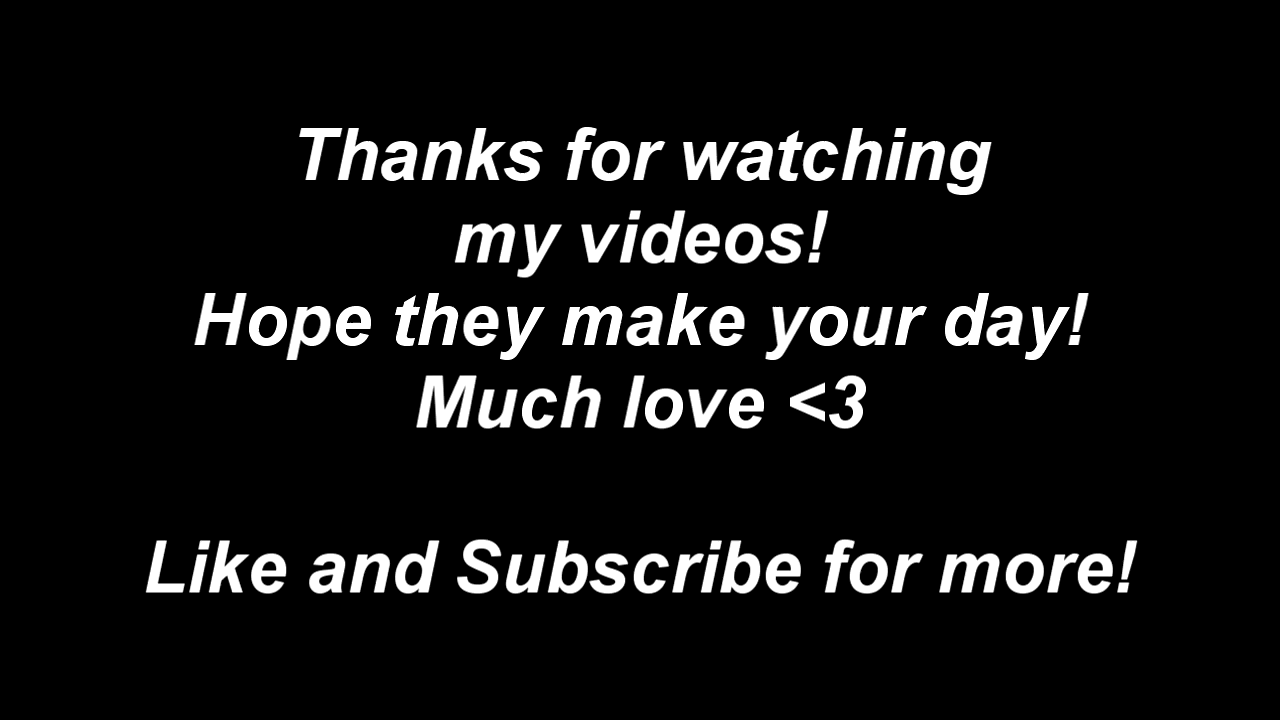 Thanks for watching
my videos!
Hope they make your day!
Much love <3
Like and Subscribe for more!